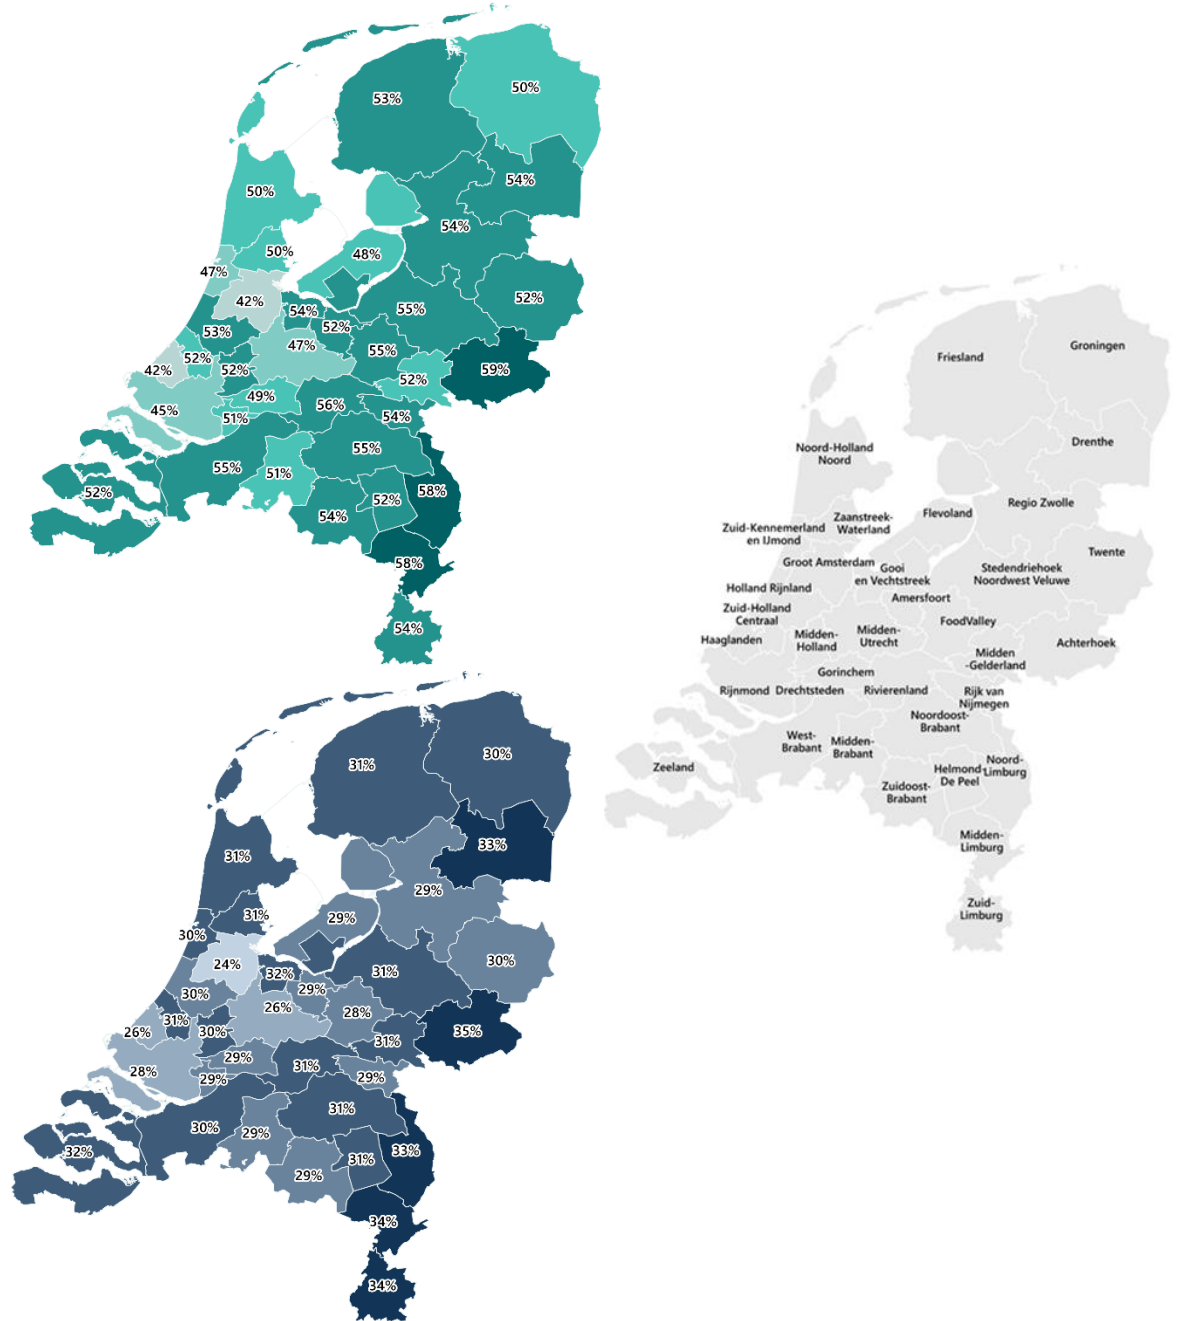 53%
50%
50%
54%
54%
50%
48%
47%
42%
54%
55%
52%
53%
52%
47%
52%
42%
52%
55%
52%
59%
45%
49%
51%
56%
54%
55%
55%
51%
52%
58%
52%
54%
58%
54%
Friesland
Groningen
Noord-Holland
Noord
Drenthe
Regio Zwolle
Flevoland
Zaanstreek-
Waterland
Zuid-Kennemerland
en IJmond
Twente
Groot Amsterdam
Gooi
en Vechtstreek
Stedendriehoek
Noordwest Veluwe
Holland Rijnland
Amersfoort
Zuid-Holland
Centraal
FoodValley
Haaglanden
Midden-
Holland
Midden-
Utrecht
Achterhoek
Midden
-Gelderland
Gorinchem
Rijnmond
Drechtsteden
Rivierenland
Rijk van
Nijmegen
Noordoost-
Brabant
West-
Brabant
Midden-
Brabant
Zeeland
Helmond-
De Peel
Noord-
Limburg
Zuidoost-
Brabant
Midden-
Limburg
Zuid-
Limburg
31%
30%
31%
33%
29%
31%
29%
30%
24%
32%
31%
30%
30%
29%
26%
31%
26%
30%
28%
31%
35%
28%
29%
29%
31%
29%
31%
30%
29%
31%
33%
32%
29%
34%
34%